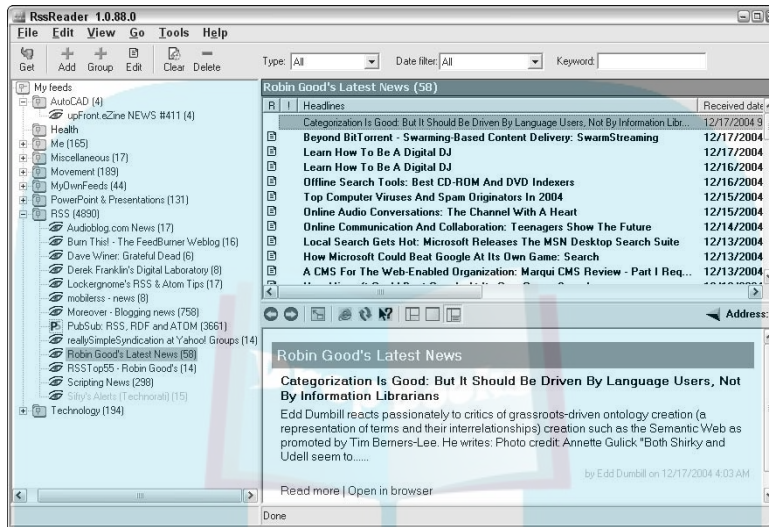 RssReader 1.0.88.0
File Edit View Go Tools Help
Get Add Group Edit Clear Delete Type: All Date filter: All Keyword:
My feeds
AutoCAD (4)
upFront.eZine NEWS #411 (4)
Health
Me (165)
Miscellaneous (17)
Movement (189)
MyOwnFeeds (44)
PowerPoint & Presentations (131)
RSS (4890)
Audioblog.com News (17)
Burn This! - The FeedBurner Weblog (16)
Dave Winer: Grateful Dead (6)
Derek Franklin's Digital Laboratory (8)
Lockergnome's RSS & Atom Tips (17)
mobilerss - news (8)
Moreover - Blogging news (758)
PubSub: RSS, RDF and ATOM (3661)
reallySimpleSyndication at Yahoo! Groups (14)
Robin Good's Latest News (58)
RSSTop55 - Robin Good's (14)
Scripting News (298)
Sifry's Alerts (Technorati) (15)
Technology (194)
Robin Good's Latest News (58)
R ! Headlines Received date
Categorization Is Good: But It Should Be Driven By Language Users, Not By Information Libr... 12/17/2004 9
Beyond BitTorrent - Swarming-Based Content Delivery: SwarmStreaming 12/17/2004
Learn How To Be A Digital DJ 12/17/2004
Learn How To Be A Digital DJ 12/16/2004
Offline Search Tools: Best CD-ROM And DVD Indexers 12/16/2004
Top Computer Viruses And Spam Originators In 2004 12/15/2004
Online Audio Conversations: The Channel With A Heart 12/15/2004
Online Communication And Collaboration: Teenagers Show The Future 12/14/2004
Local Search Gets Hot: Microsoft Releases The MSN Desktop Search Suite 12/13/2004
How Microsoft Could Beat Google At Its Own Game: Search 12/13/2004
A CMS For The Web-Enabled Organization: Marqui CMS Review - Part I Req... 12/13/2004
Address:
Robin Good's Latest News
Categorization Is Good: But It Should Be Driven By Language Users, Not
By Information Librarians
Edd Dumbill reacts passionately to critics of grassroots-driven ontology creation (a
representation of terms and their interrelationships) creation such as the Semantic Web as
promoted by Tim Berners-Lee. He writes: Photo credit: Annette Gulick "Both Shirky and
Udell seem to......
by Edd Dumbill on 12/17/2004 4:03 AM
Read more | Open in browser
Done